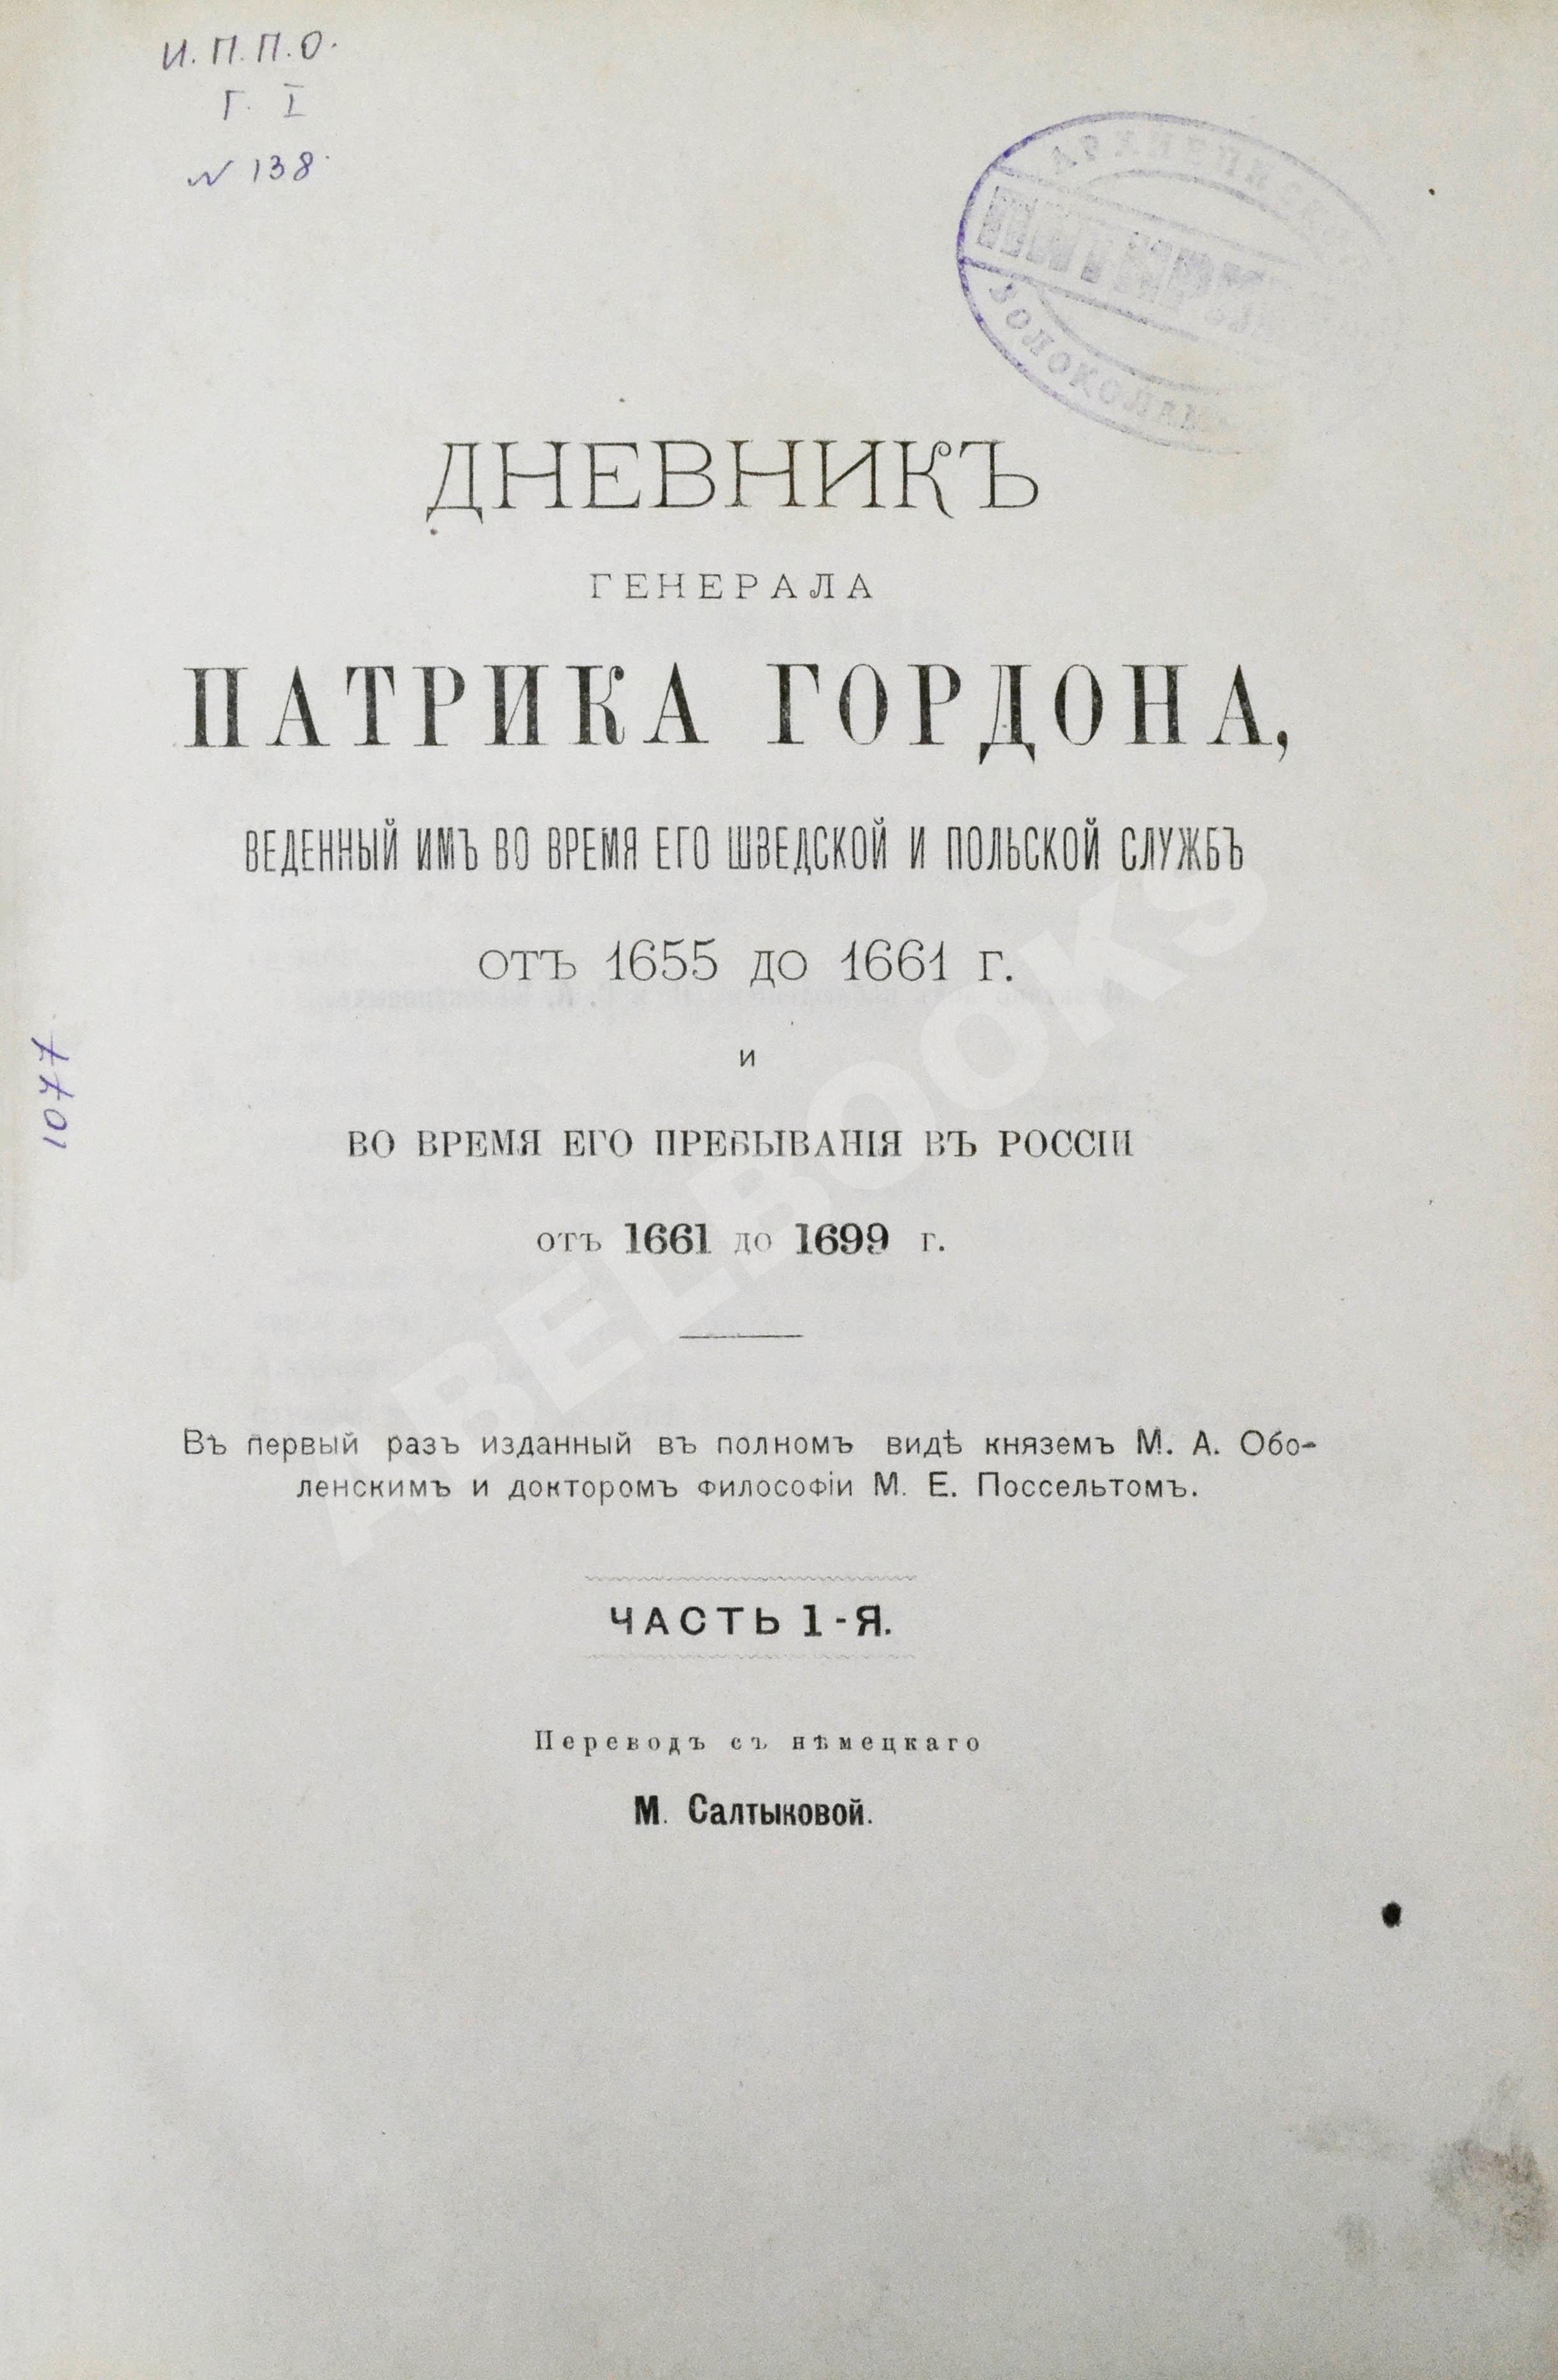 И. П. П. О.
Г. I
N 138.
ДНЕВНИКЪ
ГЕНЕРАЛА
ПАТРИКА ГОРДОНА,
ВЕДЕННЫЙ ИМЪ ВО ВРЕМЯ ЕГО ШВЕДСКОЙ И ПОЛЬСКОЙ СЛУЖБЪ
ОТЪ 1655 ДО 1661 Г.
И
ВО ВРЕМЯ ЕГО ПРЕБЫВАНІЯ ВЪ РОССІИ
отъ 1661 до 1699 г.
1077
Въ первый разъ изданный въ полномъ видѣ княземъ М. А. Обо-
ленскимъ и докторомъ философіи М. Е. Поссельтомъ.
ЧАСТЬ 1-Я.
Переводъ съ нѣмецкаго
М. Салтыковой.
ABELBOOKS